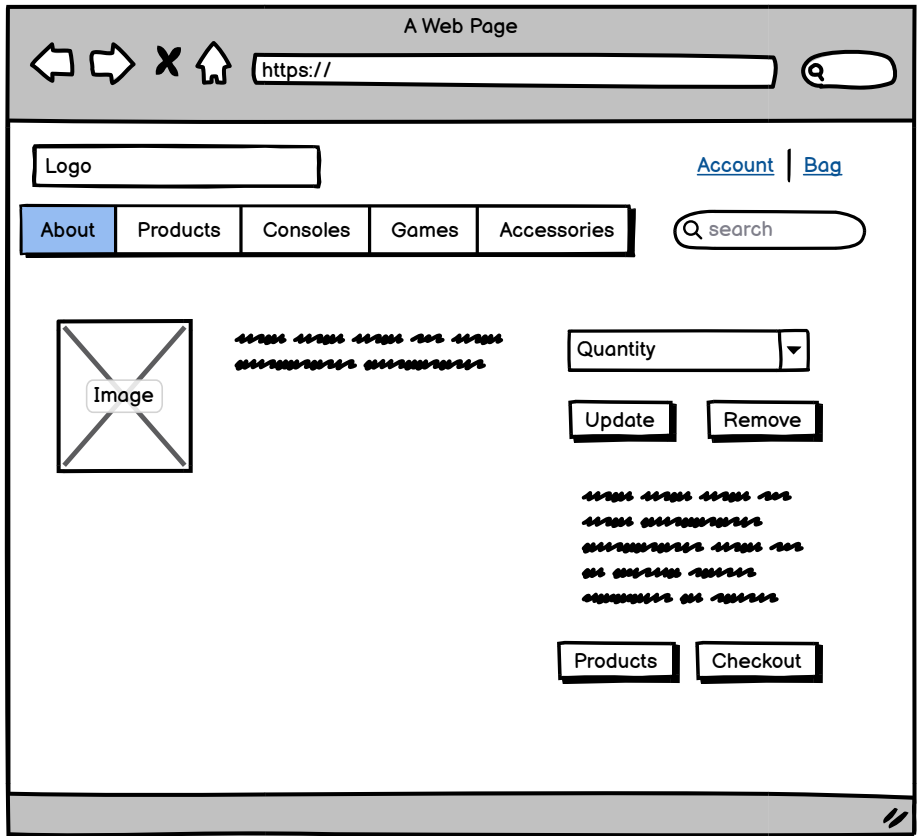 A Web Page
https://
Logo
Account Bag
About Products Consoles Games Accessories
search
Image
Quantity
Update Remove
Products Checkout